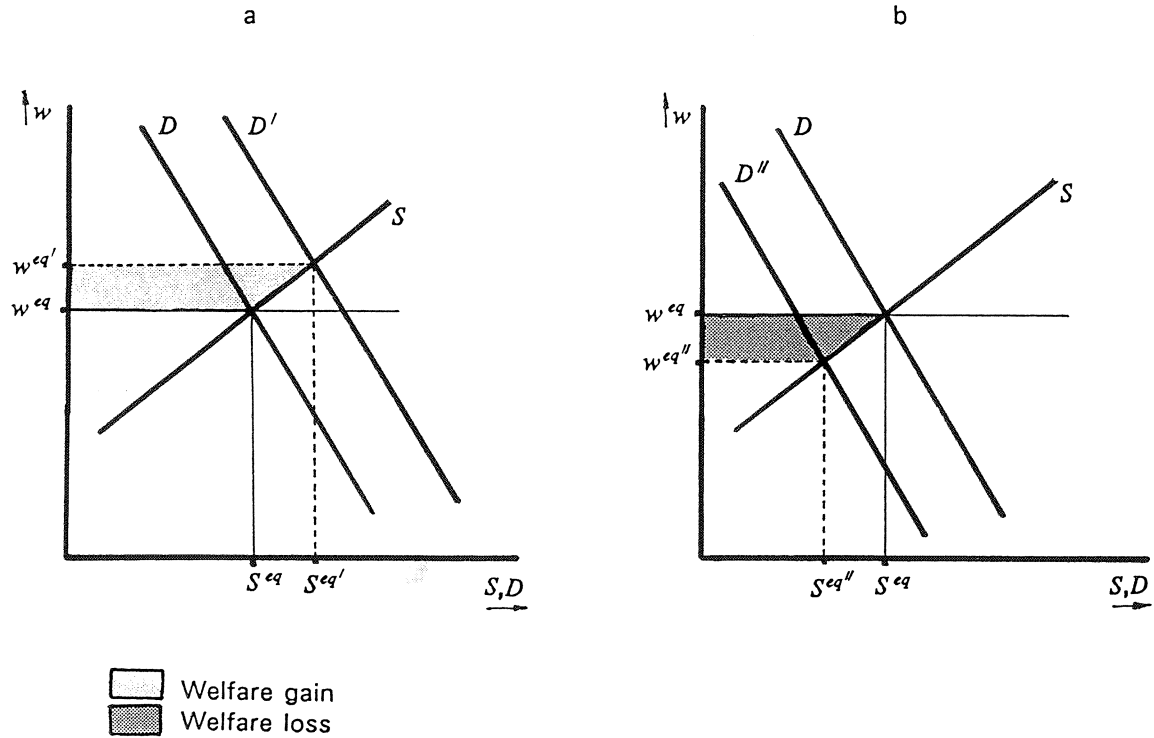 a
b
w
D
D′
S
w^eq′
w^eq
S^eq
S^eq′
S,D
w
D
D″
S
w^eq
w^eq″
S^eq″
S^eq
S,D
Welfare gain
Welfare loss